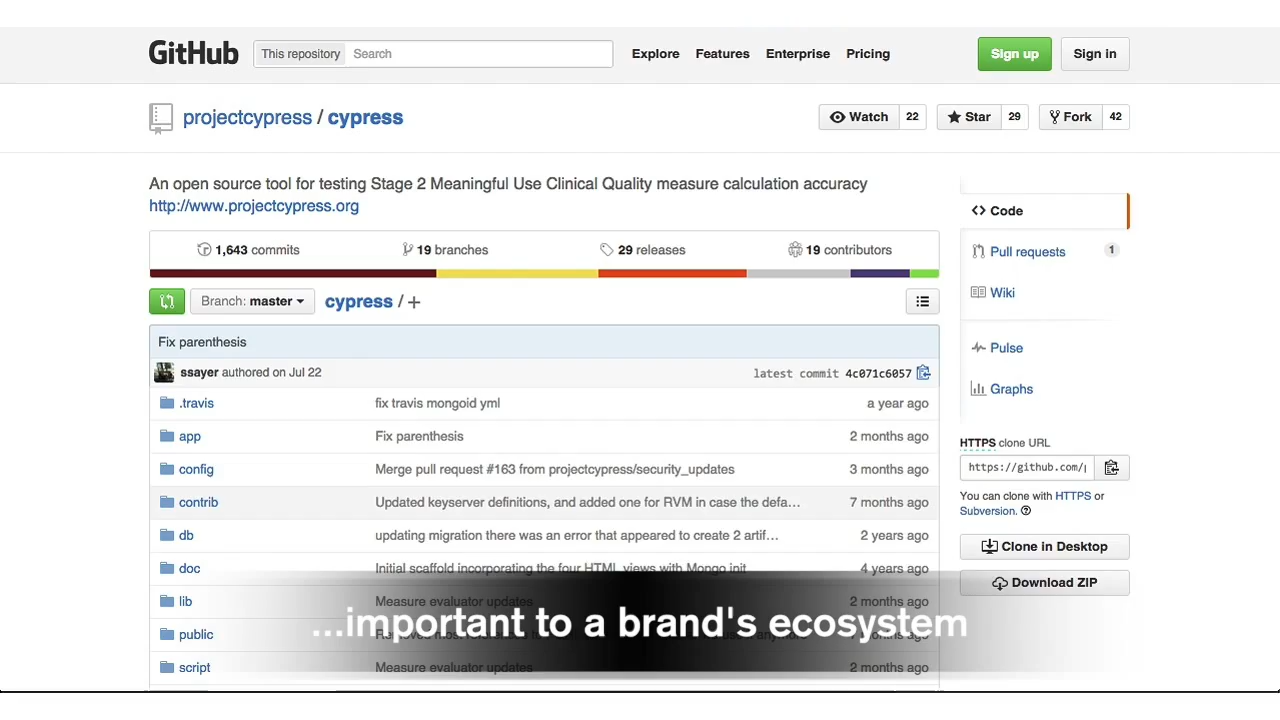 GitHub This repository Search Explore Features Enterprise Pricing Sign up Sign in
projectcypress / cypress Watch 22 Star 29 Fork 42
An open source tool for testing Stage 2 Meaningful Use Clinical Quality measure calculation accuracy
http://www.projectcypress.org
1,643 commits 19 branches 29 releases 19 contributors
Branch: master cypress / +
Fix parenthesis
ssayer authored on Jul 22 latest commit 4c071c6057
.travis fix travis mongoid yml a year ago
app Fix parenthesis 2 months ago
config Merge pull request #163 from projectcypress/security_updates 3 months ago
contrib Updated keyserver definitions, and added one for RVM in case the defa… 7 months ago
db updating migration there was an error that appeared to create 2 artif… 2 years ago
doc Initial scaffold incorporating the four HTML views with Mongo init 4 years ago
lib Measure evaluator updates 2 months ago
public months ago
script Measure evaluator updates 2 months ago
...important to a brand's ecosystem
Code
Pull requests 1
Wiki
Pulse
Graphs
HTTPS clone URL
https://github.com/
You can clone with HTTPS or
Subversion.
Clone in Desktop
Download ZIP